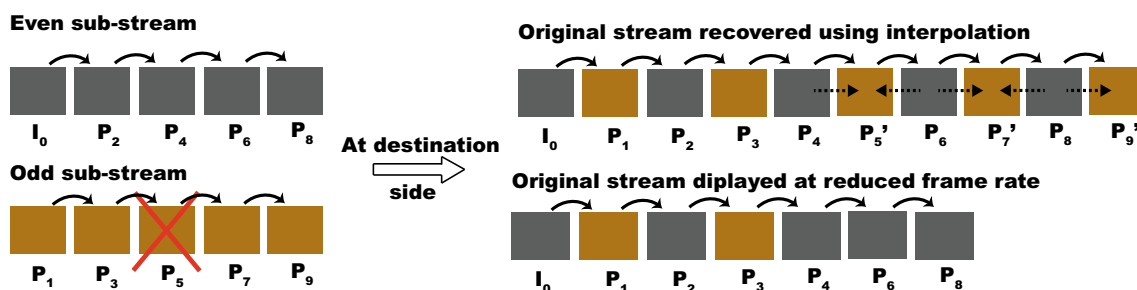 Even sub-stream
I0 P2 P4 P6 P8
Odd sub-stream
P1 P3 P5 P7 P9
At destination
side
Original stream recovered using interpolation
I0 P1 P2 P3 P4 P5’ P6 P7’ P8 P9’
Original stream diplayed at reduced frame rate
I0 P1 P2 P3 P4 P6 P8